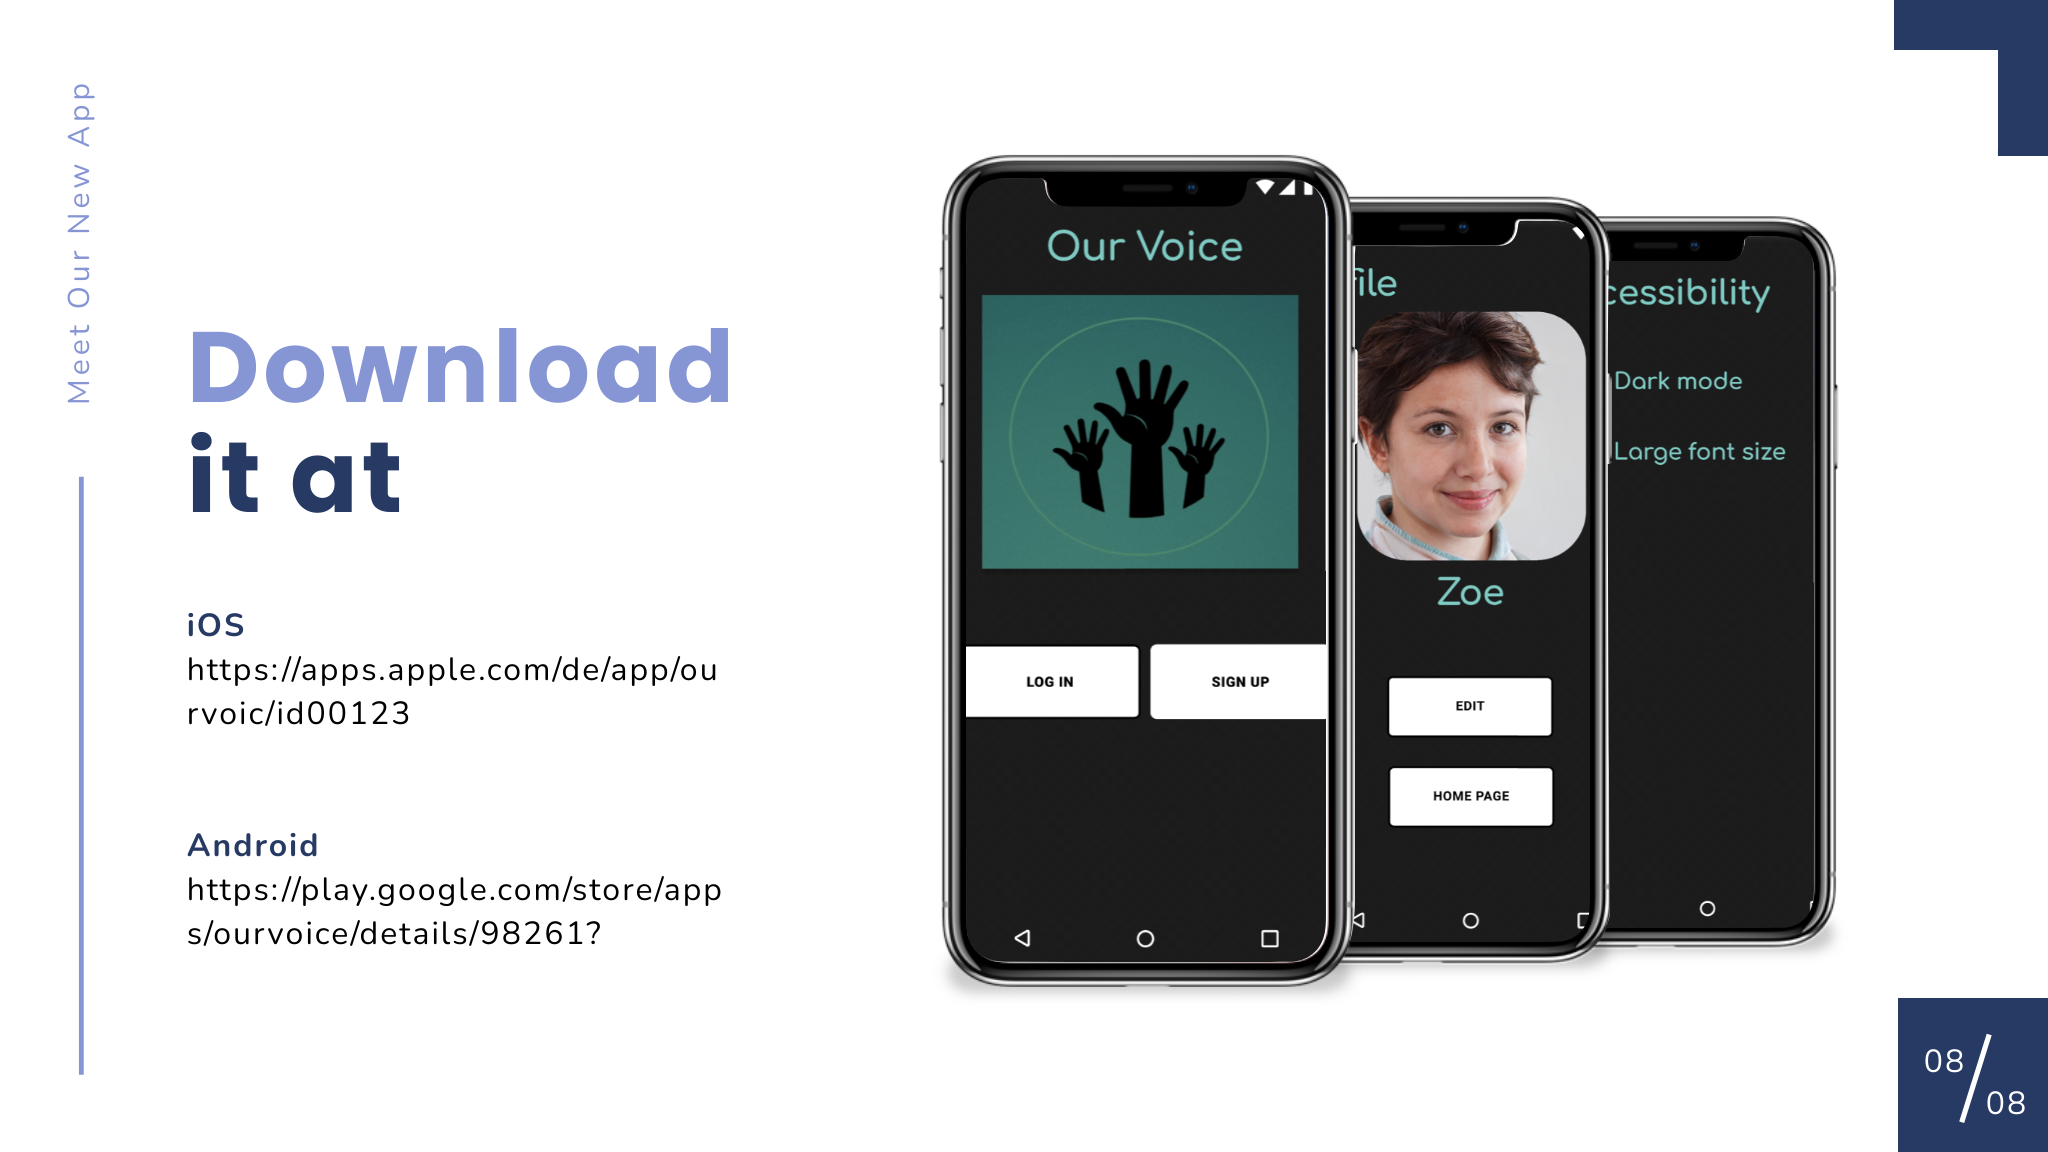 Meet Our New App
Download
it at
iOS
https://apps.apple.com/de/app/ou
rvoic/id00123
Android
https://play.google.com/store/app
s/ourvoice/details/98261?
Our Voice
LOG IN
SIGN UP
file
Zoe
EDIT
HOME PAGE
cessibility
Dark mode
Large font size
08/08